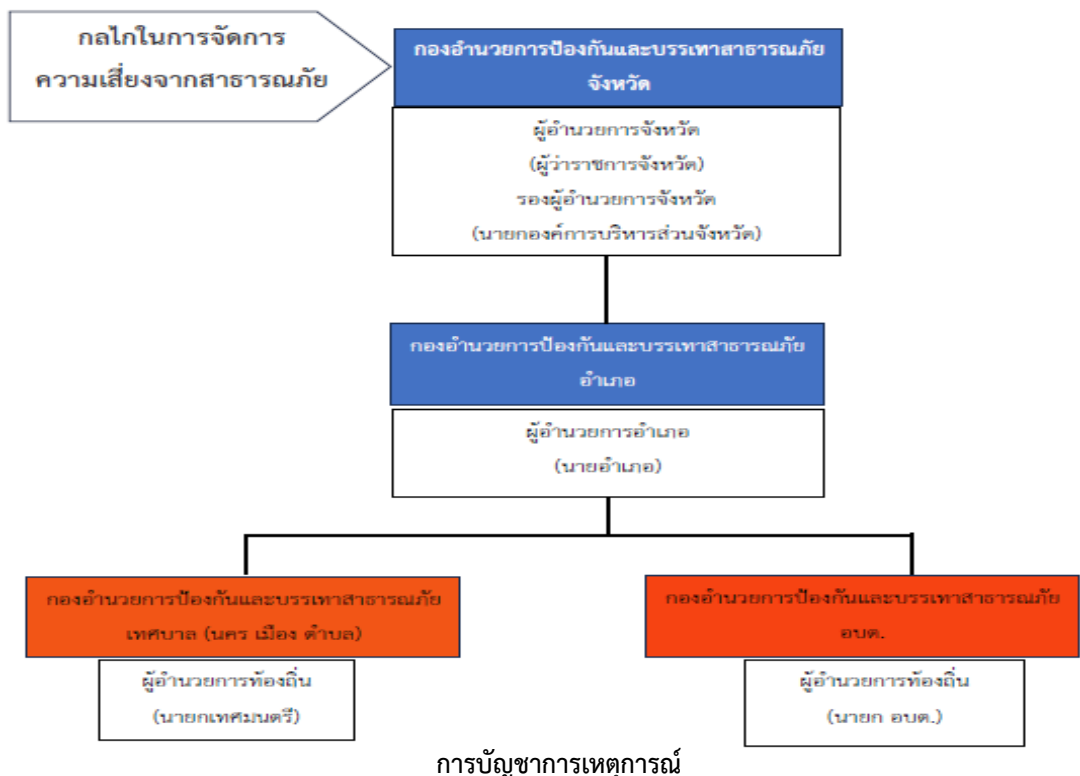 กลไกในการจัดการ
ความเสี่ยงจากสาธารณภัย
กองอำนวยการป้องกันและบรรเทาสาธารณภัย
จังหวัด
ผู้อำนวยการจังหวัด
(ผู้ว่าราชการจังหวัด)
รองผู้อำนวยการจังหวัด
(นายกองค์การบริหารส่วนจังหวัด)
กองอำนวยการป้องกันและบรรเทาสาธารณภัย
อำเภอ
ผู้อำนวยการอำเภอ
(นายอำเภอ)
กองอำนวยการป้องกันและบรรเทาสาธารณภัย
เทศบาล (นคร เมือง ตำบล)
ผู้อำนวยการท้องถิ่น
(นายกเทศมนตรี)
กองอำนวยการป้องกันและบรรเทาสาธารณภัย
อบต.
ผู้อำนวยการท้องถิ่น
(นายก อบต.)
การบัญชาการเหตุการณ์